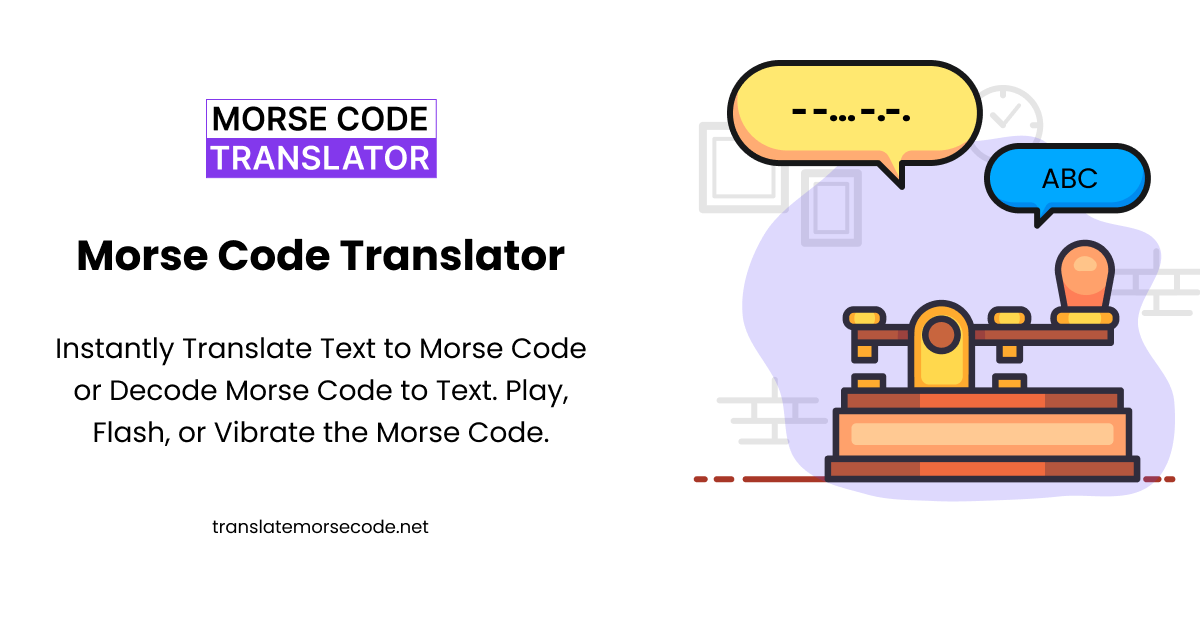 MORSE CODE
TRANSLATOR
Morse Code Translator
Instantly Translate Text to Morse Code
or Decode Morse Code to Text. Play,
Flash, or Vibrate the Morse Code.
translatemorsecode.net
--...-.-.
ABC